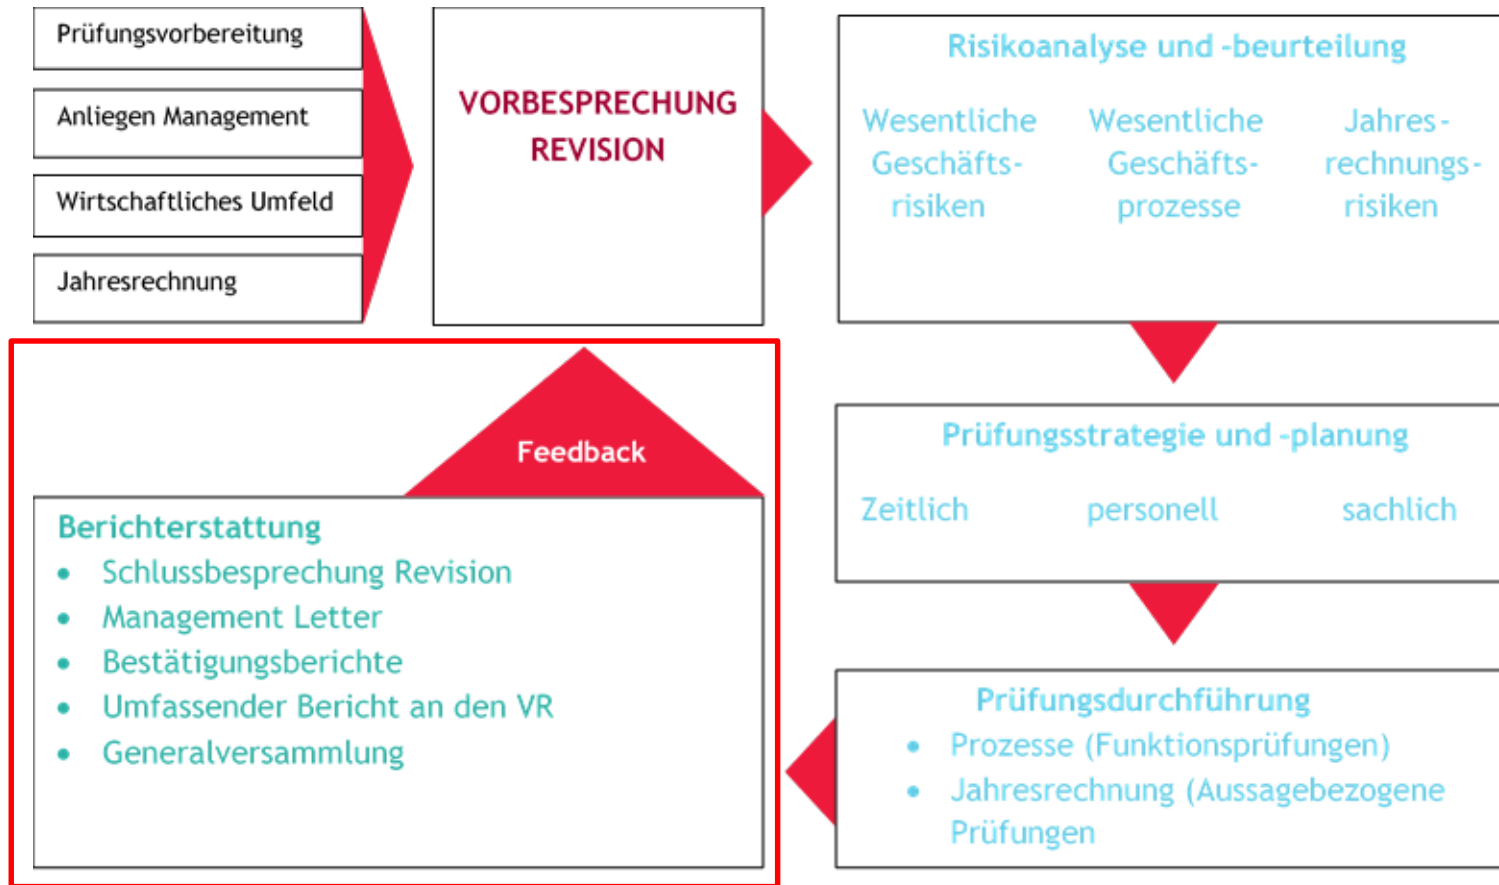 Prüfungsvorbereitung
Anliegen Management
Wirtschaftliches Umfeld
Jahresrechnung
VORBESPRECHUNG
REVISION
Risikoanalyse und -beurteilung
Wesentliche
Geschäfts-
risiken
Wesentliche
Geschäfts-
prozesse
Jahres-
rechnungs-
risiken
Prüfungsstrategie und -planung
Zeitlich personell sachlich
Prüfungsdurchführung
• Prozesse (Funktionsprüfungen)
• Jahresrechnung (Aussagebezogene
Prüfungen
Feedback
Berichterstattung
• Schlussbesprechung Revision
• Management Letter
• Bestätigungsberichte
• Umfassender Bericht an den VR
• Generalversammlung